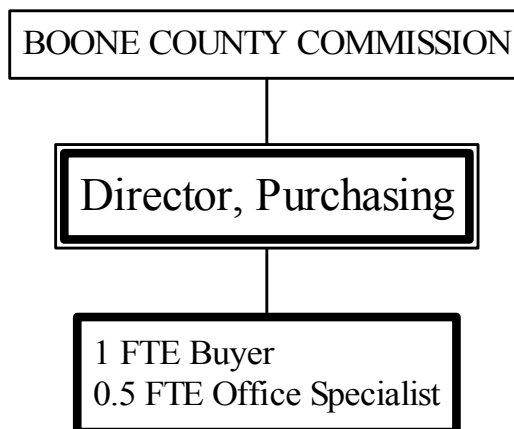 BOONE COUNTY COMMISSION
Director, Purchasing
1 FTE Buyer
0.5 FTE Office Specialist